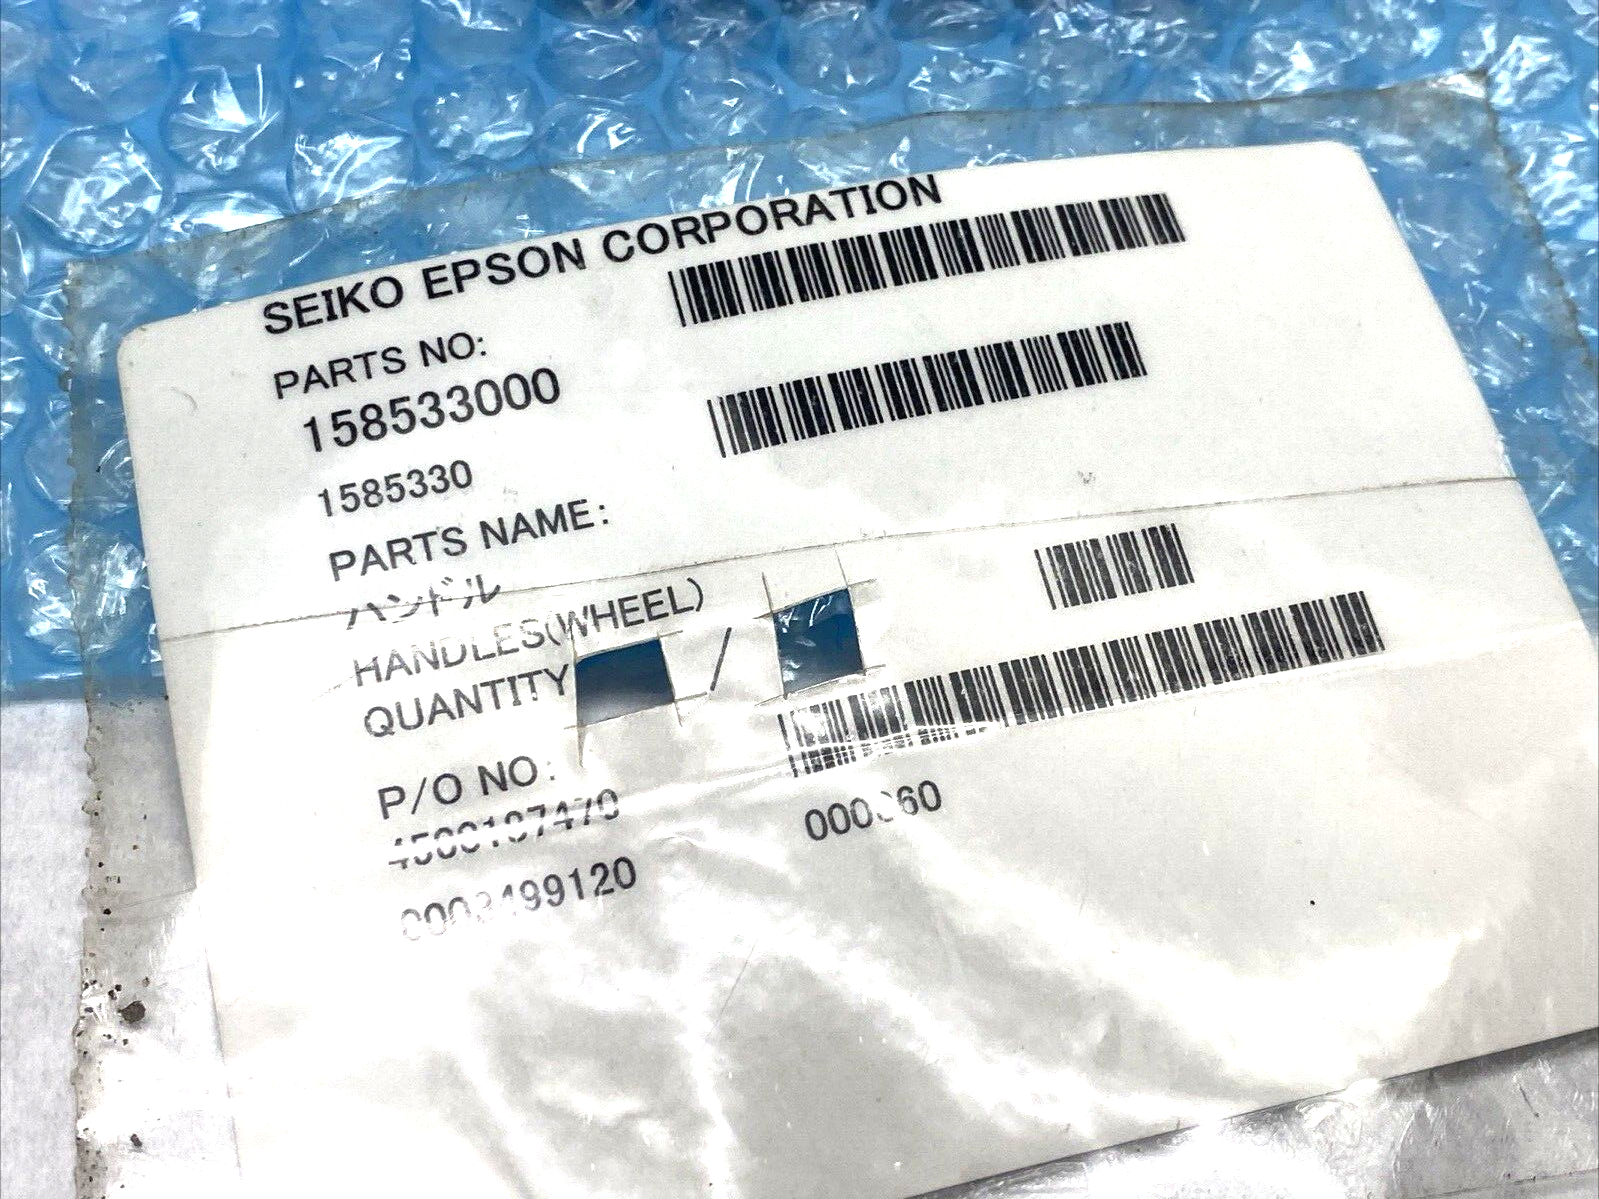 SEIKO EPSON CORPORATION
PARTS NO:
158533000
1585330
PARTS NAME:
ハンドル
HANDLES(WHEEL)
QUANTITY
/
P/O NO: